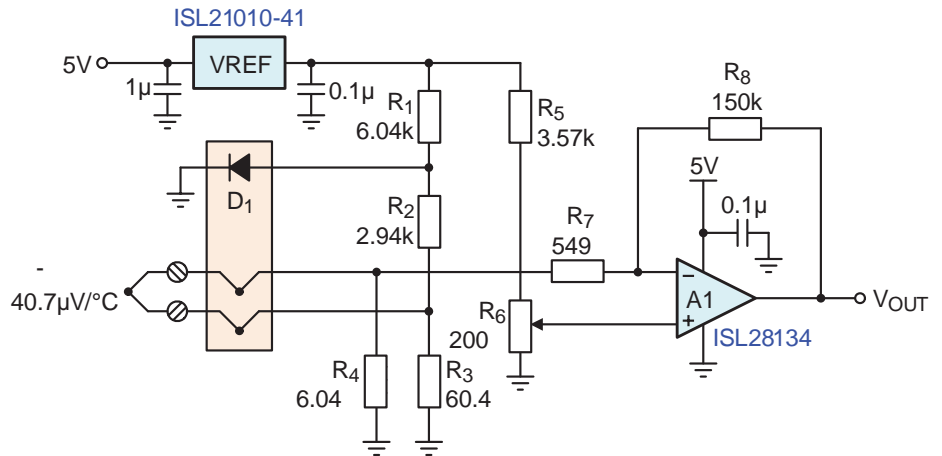 ISL21010-41
5V
VREF
1µ
0.1µ
R1
6.04k
R5
3.57k
R8
150k
D1
R2
2.94k
5V
0.1µ
R7
549
-
40.7µV/°C
−
A1
+
VOUT
ISL28134
R6
200
R4
6.04
R3
60.4